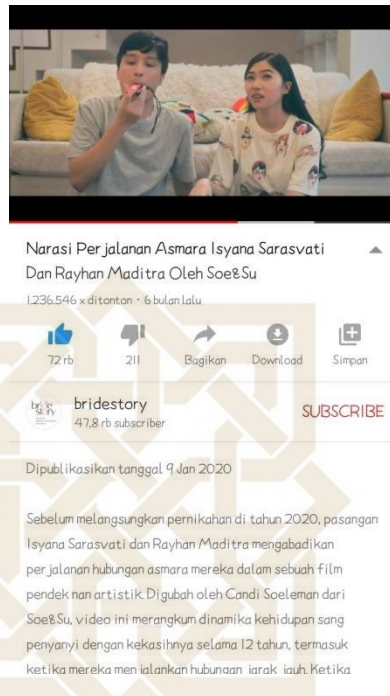 Narasi Perjalanan Asmara Isyana Sarasvati
Dan Rayhan Maditra Oleh Soe&Su
1.236.546 x ditonton • 6 bulan lalu
72 rb 211 Bagikan Download Simpan
bride story
bridestory
47,8 rb subscriber
SUBSCRIBE
Dipublikasikan tanggal 9 Jan 2020
Sebelum melangsungkan pernikahan di tahun 2020, pasangan
Isyana Sarasvati dan Rayhan Maditra mengabadikan
perjalanan hubungan asmara mereka dalam sebuah film
pendek nan artistik. Digubah oleh Candi Soeleman dari
Soe&Su, video ini merangkum dinamika kehidupan sang
penyanyi dengan kekasihnya selama 12 tahun, termasuk
ketika mereka menjalankan hubungan jarak jauh. Ketika